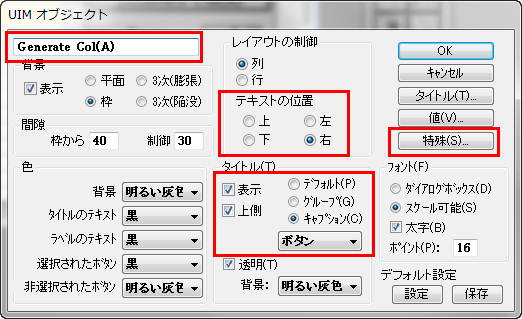 UIM オブジェクト
Generate Gol(A)
背景
表示
平面
3次(膨張)
枠
3次(陥没)
間隙
枠から 40 制御 30
色
背景 明るい灰色
タイトルのテキスト 黒
ラベルのテキスト 黒
選択されたボタン 黒
非選択されたボタン 明るい灰色
レイアウトの制御
列
行
テキストの位置
上
左
下
右
タイトル(T)
表示
デフォルト(P)
上側
グループ(G)
キャプション(C)
ボタン
透明(T)
背景: 明るい灰色
OK
キャンセル
タイトル(T)...
値(V)...
特殊(S)...
フォント(F)
ダイアログボックス(D)
スケール可能(S)
太字(B)
ポイント(P): 16
デフォルト設定
設定
保存